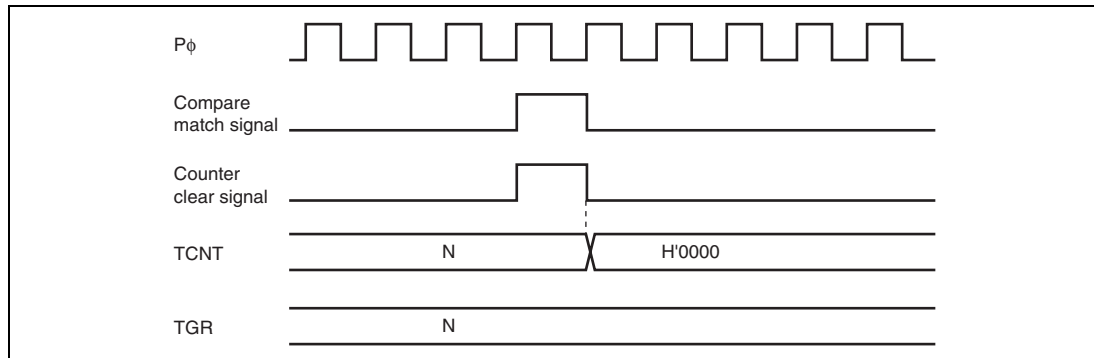 Pϕ
Compare
match signal
Counter
clear signal
TCNT N H'0000
TGR N